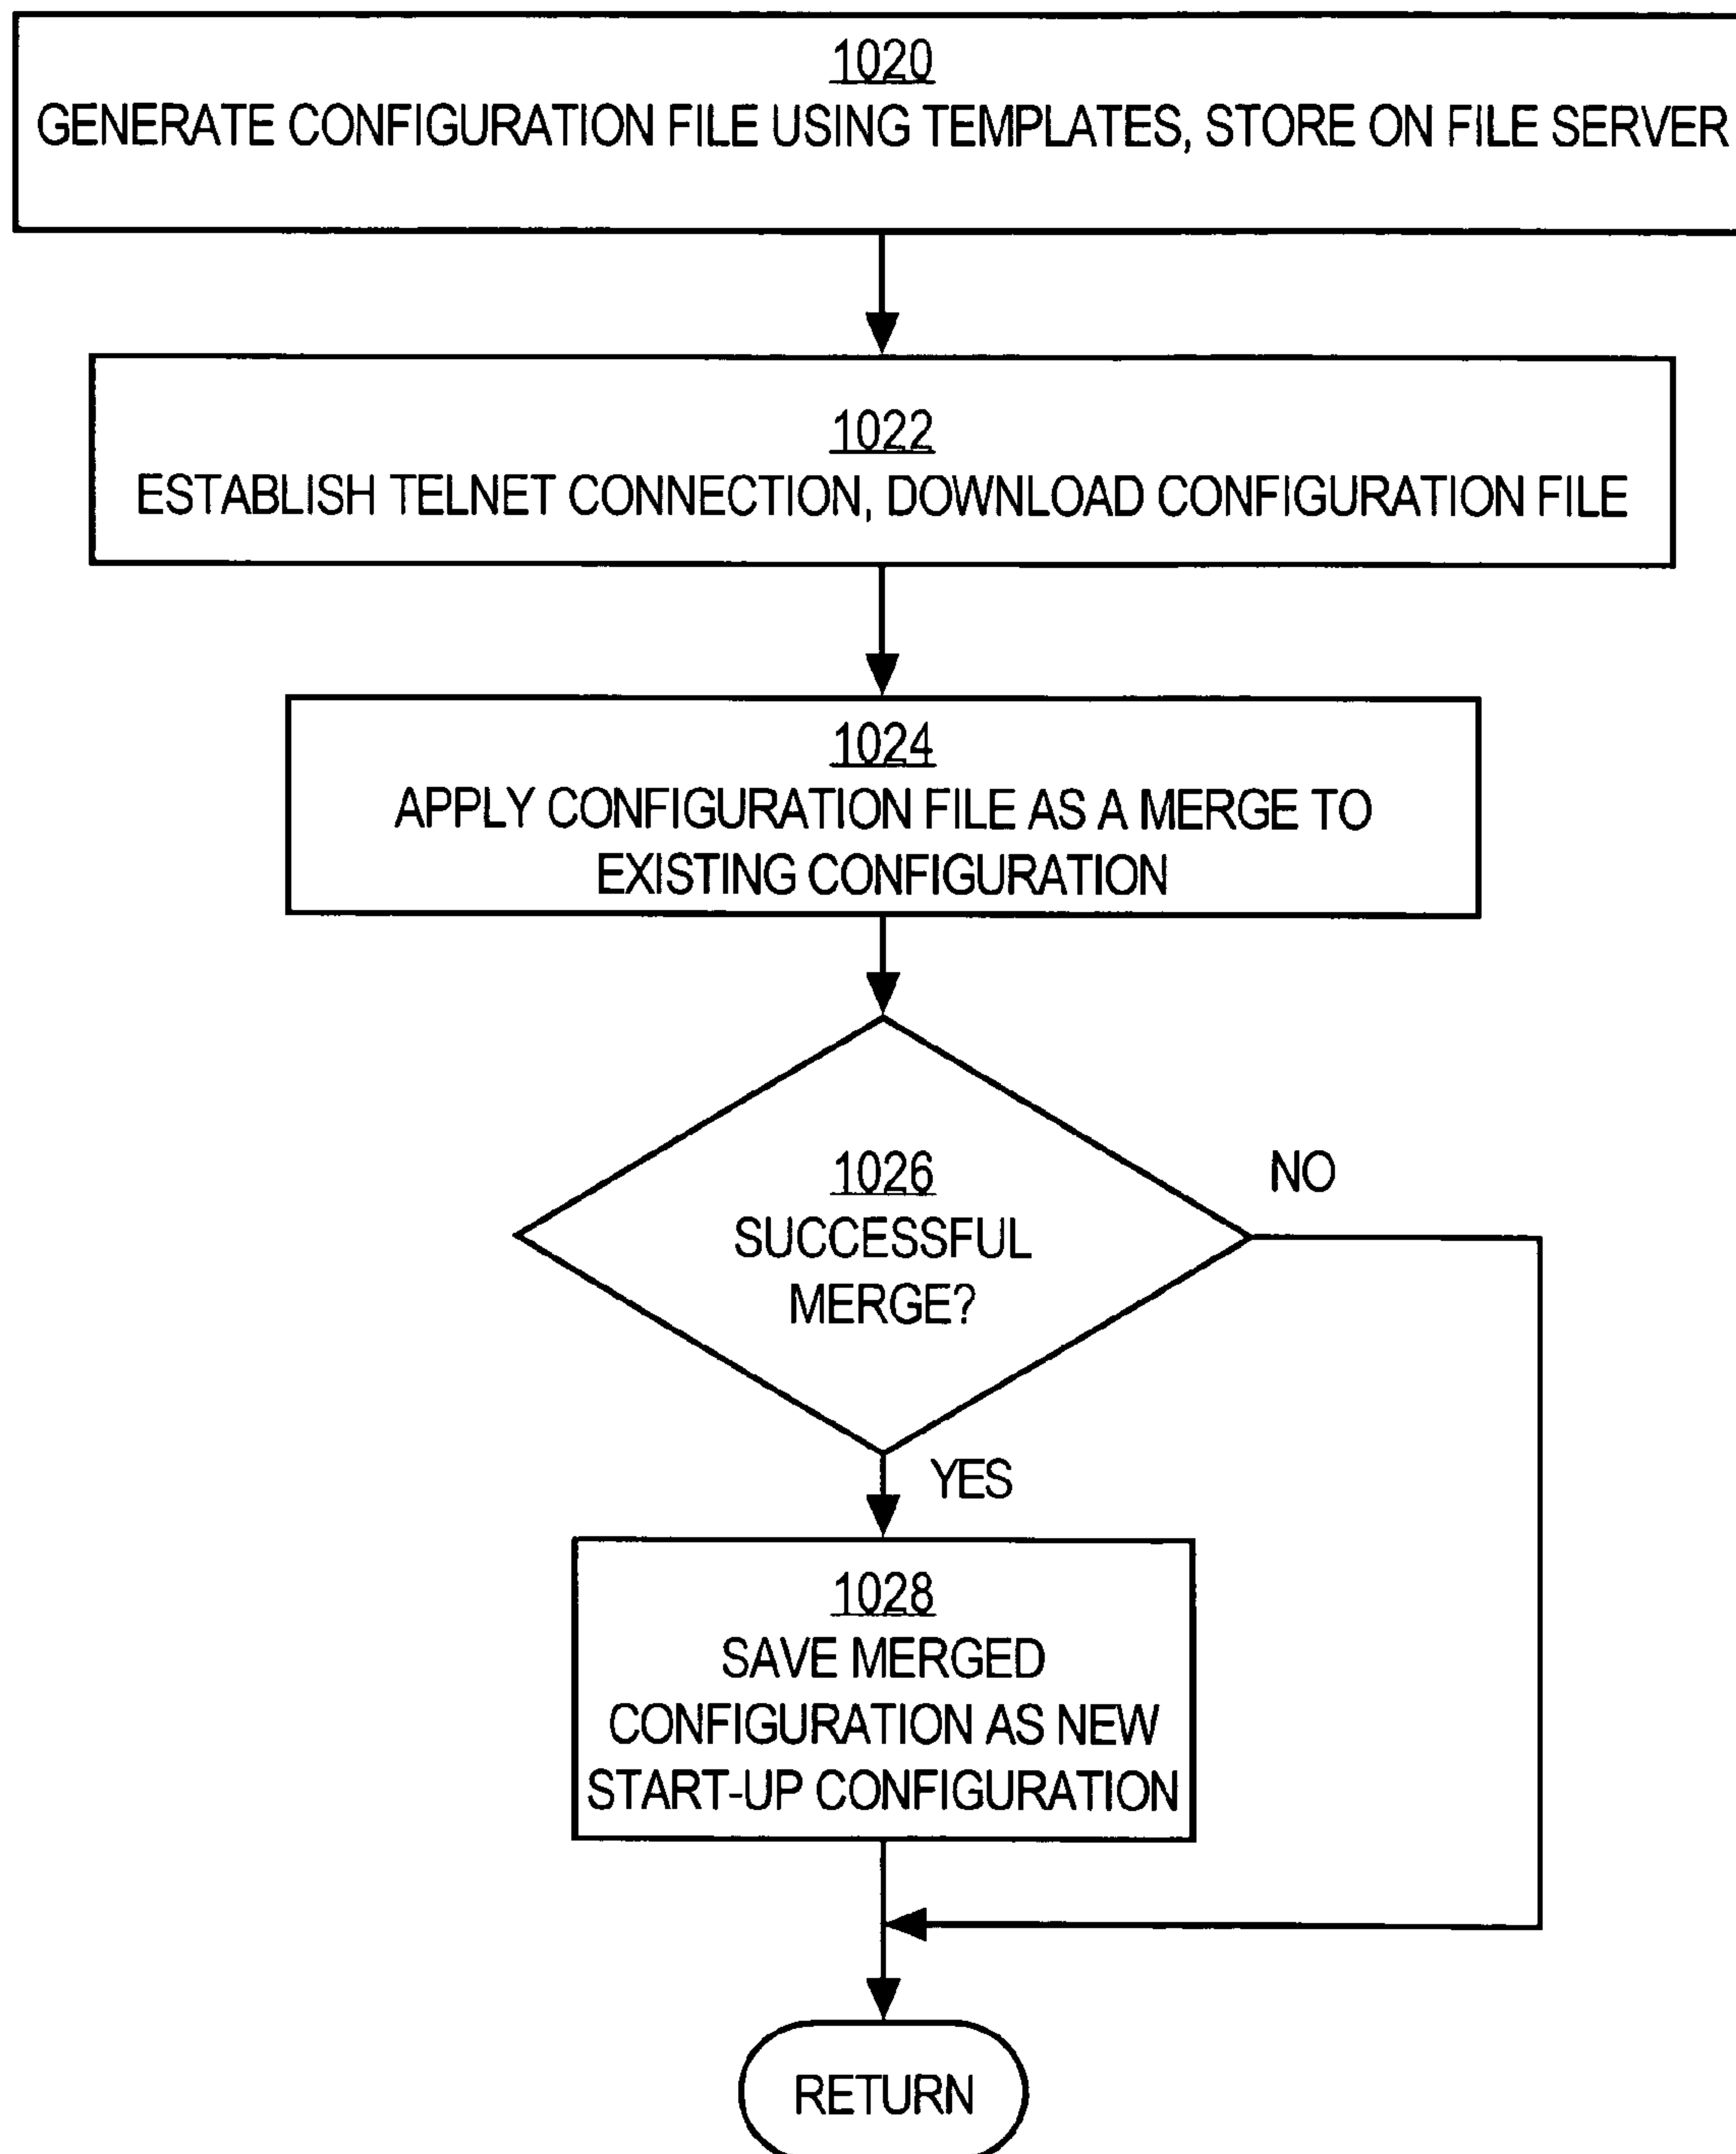 1020
GENERATE CONFIGURATION FILE USING TEMPLATES, STORE ON FILE SERVER
1022
ESTABLISH TELNET CONNECTION, DOWNLOAD CONFIGURATION FILE
1024
APPLY CONFIGURATION FILE AS A MERGE TO
EXISTING CONFIGURATION
1026
SUCCESSFUL
MERGE?
NO
YES
1028
SAVE MERGED
CONFIGURATION AS NEW
START-UP CONFIGURATION
RETURN